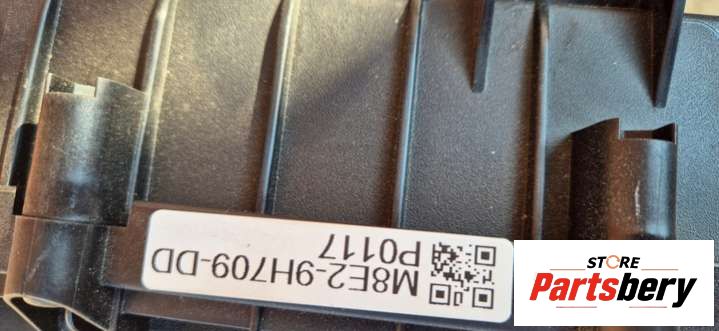 M8E2-9H709-DD
P0117
STORE
Partsbery